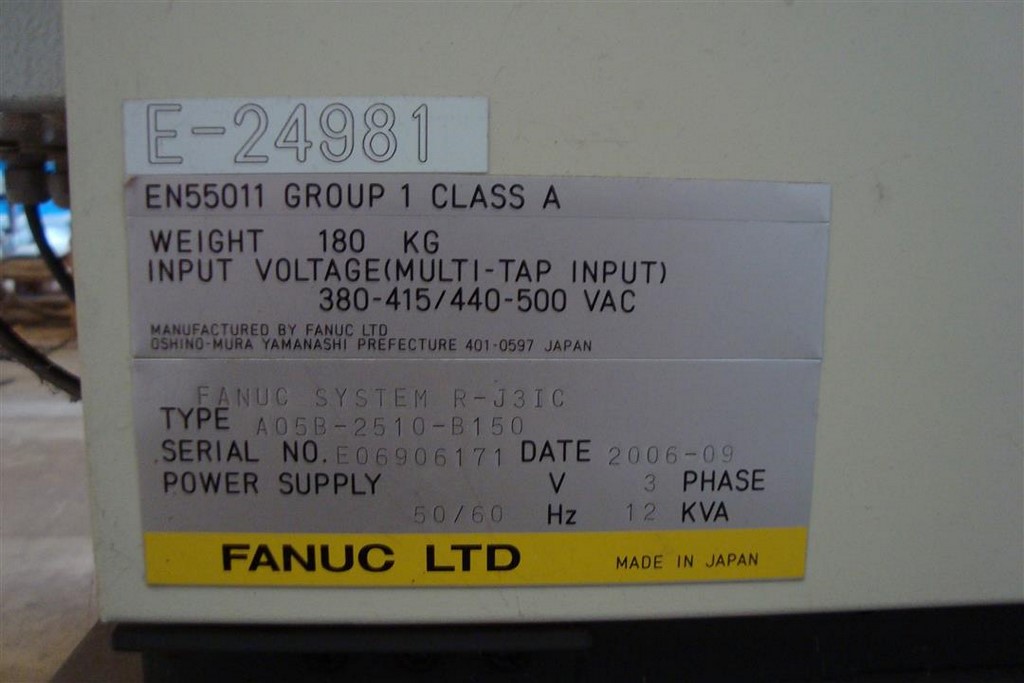 E-24981
EN55011 GROUP 1 CLASS A
WEIGHT 180 KG
INPUT VOLTAGE(MULTI-TAP INPUT)
380-415/440-500 VAC
MANUFACTURED BY FANUC LTD
OSHINO-MURA YAMANASHI PREFECTURE 401-0597 JAPAN
FANUC SYSTEM R-J3IC
TYPE A05B-2510-B150
SERIAL NO. E06906171 DATE 2006-09
POWER SUPPLY V 3 PHASE
50/60 Hz 12 KVA
FANUC LTD MADE IN JAPAN